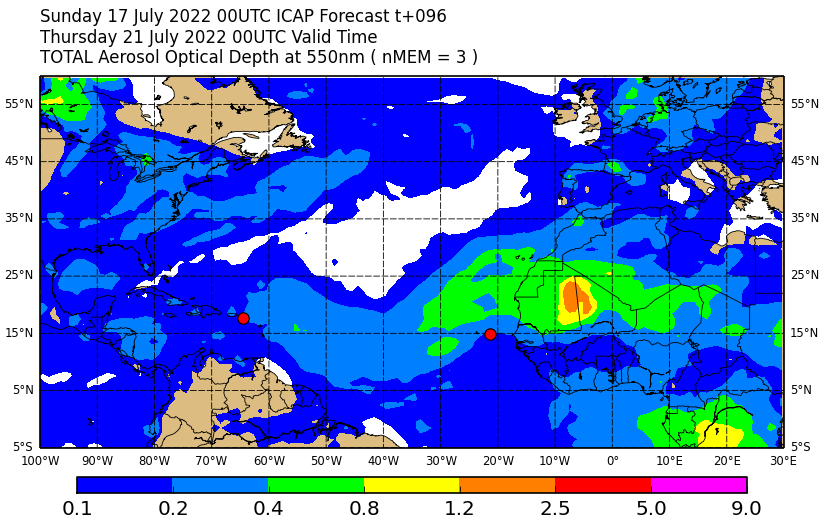 Sunday 17 July 2022 00UTC ICAP Forecast t+096
Thursday 21 July 2022 00UTC Valid Time
TOTAL Aerosol Optical Depth at 550nm ( nMEM = 3 )
55°N 55°N
45°N 45°N
35°N 35°N
25°N 25°N
15°N 15°N
5°N 5°N
5°S 5°S
100°W 90°W 80°W 70°W 60°W 50°W 40°W 30°W 20°W 10°W 0° 10°E 20°E 30°E
0.1 0.2 0.4 0.8 1.2 2.5 5.0 9.0